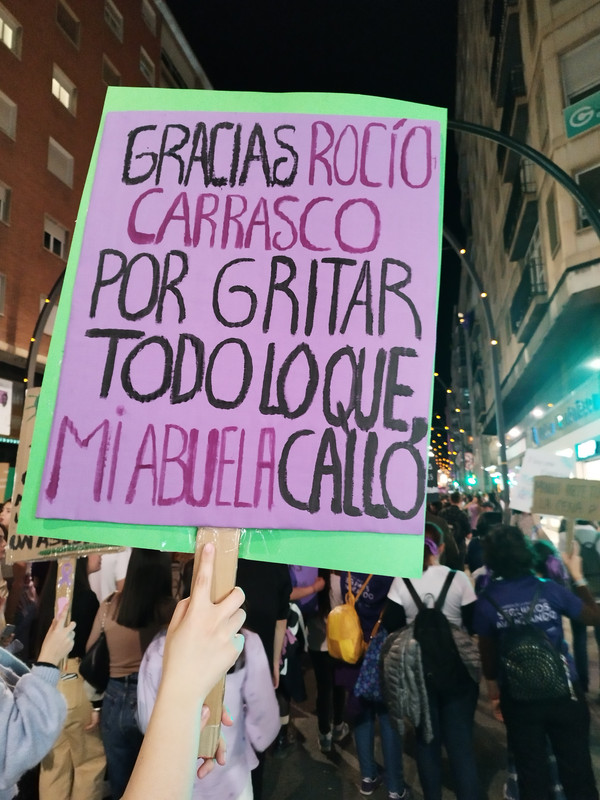 GRACIAS ROCÍO
CARRASCO
POR GRITAR
TODO LO QUE,
Mi ABUELA CALLÓ